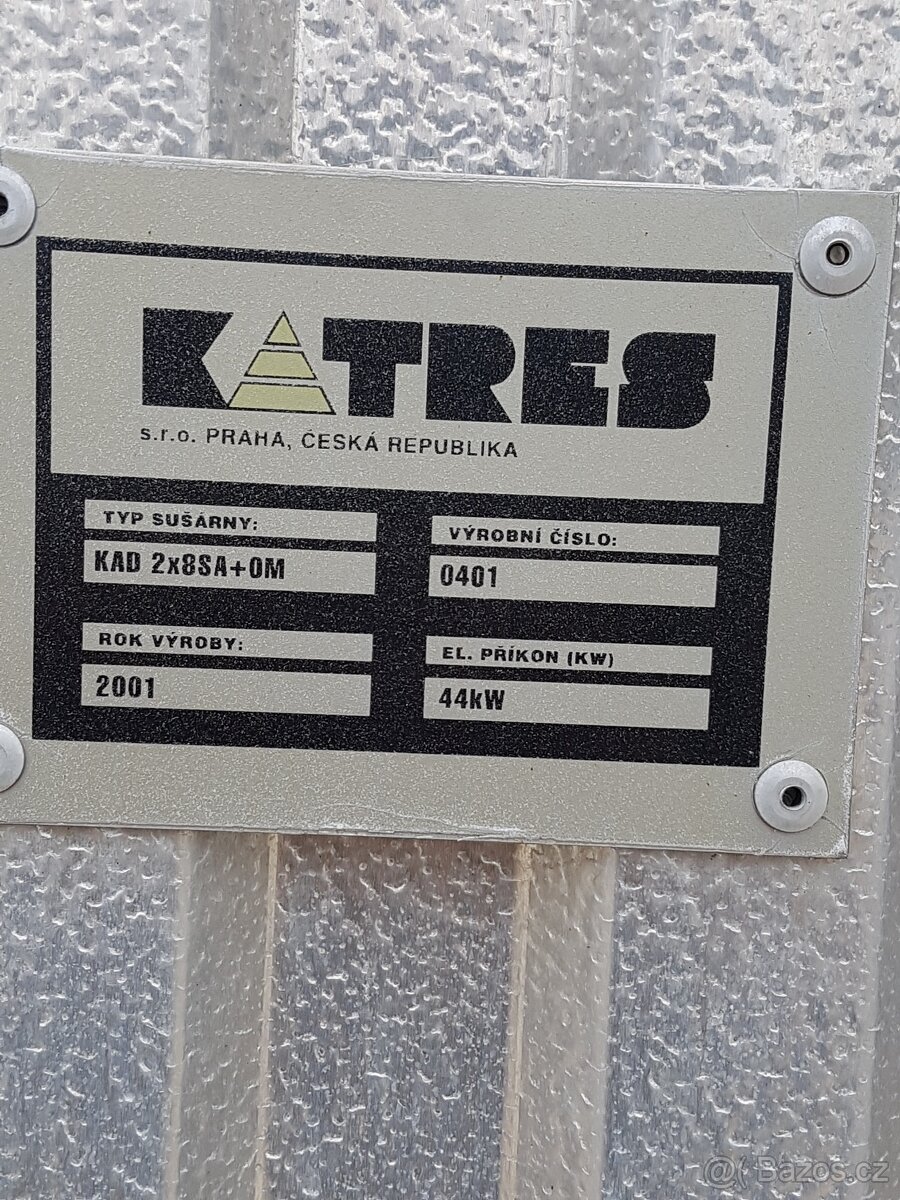 KATRES
s.r.o. PRAHA, ČESKÁ REPUBLIKA
TYP SUŠÁRNY:
KAD 2x8SA+OM
VÝROBNÍ ČÍSLO:
0401
ROK VÝROBY:
2001
EL. PŘÍKON (KW)
44kW
@( Bazos.cz